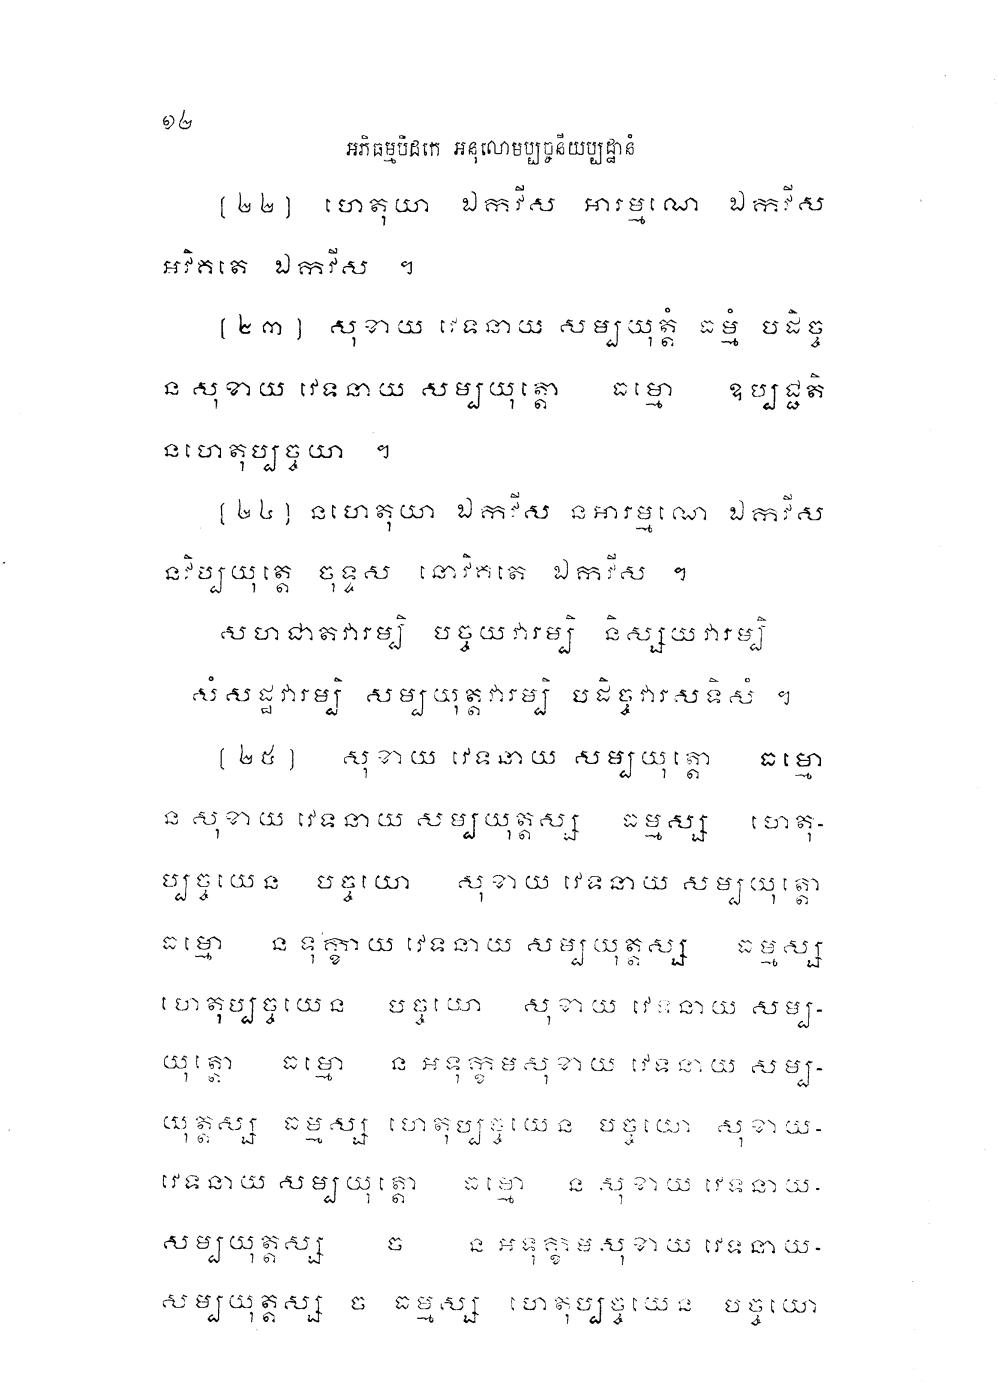 ១២
អភិធម្មបិដកេ អនុលោមប្បច្ចនីយប្បដ្ឋានំ
(២២) ហេតុយា ឯកវីស អារម្មណេ ឯកវីស
អវិគតេ ឯកវីស ។
(២៣) សុខាយ វេទនាយ សម្បយុត្តំ ធម្មំ បដិច្ច
ន សុខាយ វេទនាយ សម្បយុត្តោ ធម្មោ ឧប្បជ្ជតិ
នហេតុប្បច្ចយា ។
(២៤) នហេតុយា ឯកវីស នអារម្មណេ ឯកវីស
នវិប្បយុត្តេ ចុទ្ទស នោវិគតេ ឯកវីស ។
សហជាតវារម្បិ បច្ចយវារម្បិ និស្សយវារម្បិ
សំសដ្ឋវារម្បិ សម្បយុត្តវារម្បិ បដិច្ចវារសទិសំ ។
(២៥) សុខាយ វេទនាយ សម្បយុត្តោ ធម្មោ
ន សុខាយ វេទនាយ សម្បយុត្តស្ស ធម្មស្ស ហេតុ-
ប្បច្ចយេន បច្ចយោ សុខាយ វេទនាយ សម្បយុត្តោ
ធម្មោ ន ទុក្ខាយ វេទនាយ សម្បយុត្តស្ស ធម្មស្ស
ហេតុប្បច្ចយេន បច្ចយោ សុខាយ វេទនាយ សម្ប-
យុត្តោ ធម្មោ ន អទុក្ខមសុខាយ វេទនាយ សម្ប-
យុត្តស្ស ធម្មស្ស ហេតុប្បច្ចយេន បច្ចយោ សុខាយ-
វេទនាយ សម្បយុត្តោ ធម្មោ ន សុខាយ វេទនាយ-
សម្បយុត្តស្ស ច ន អទុក្ខមសុខាយ វេទនាយ-
សម្បយុត្តស្ស ច ធម្មស្ស ហេតុប្បច្ចយេន បច្ចយោ